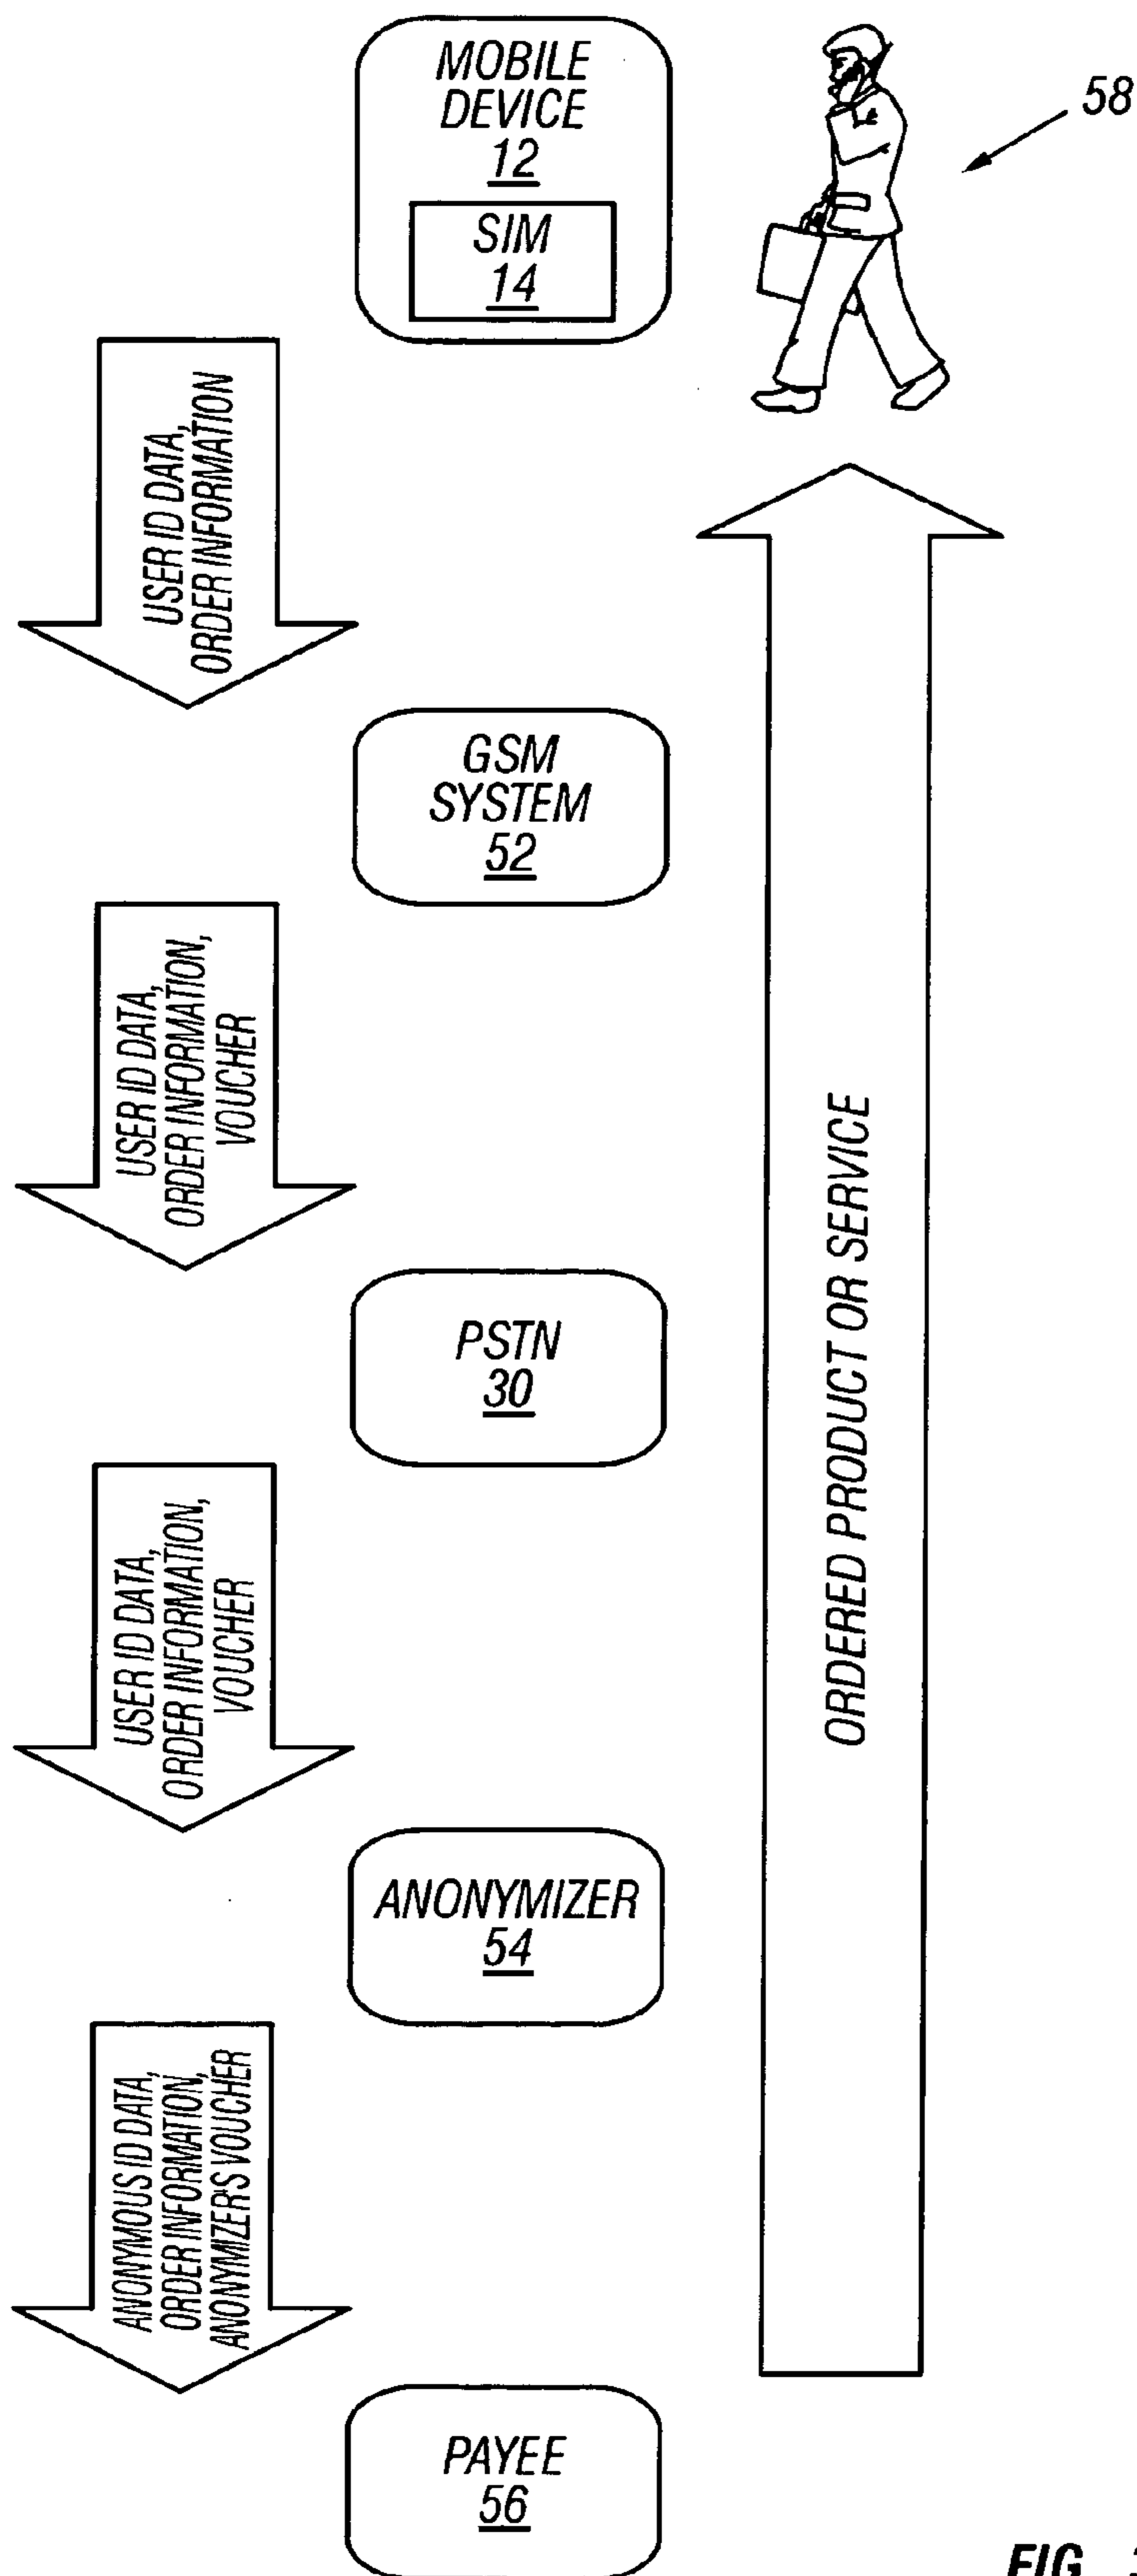 MOBILE
DEVICE
12
SIM
14
58
USER ID DATA,
ORDER INFORMATION
GSM
SYSTEM
52
USER ID DATA,
ORDER INFORMATION,
VOUCHER
PSTN
30
USER ID DATA,
ORDER INFORMATION,
VOUCHER
ORDERED PRODUCT OR SERVICE
ANONYMIZER
54
ANONYMOUS ID DATA,
ORDER INFORMATION,
ANONYMIZER'S VOUCHER
PAYEE
56
FIG.